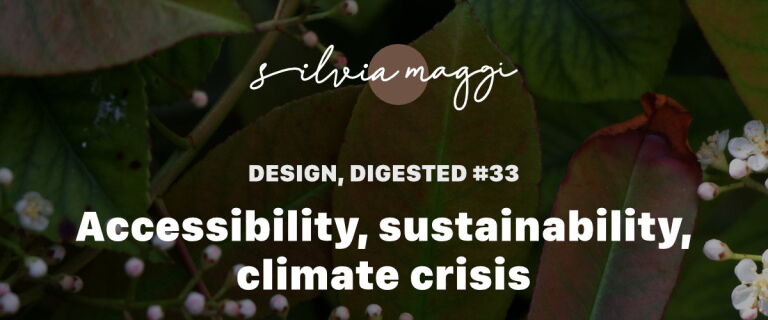 silvia maggi
DESIGN, DIGESTED #33
Accessibility, sustainability,
climate crisis